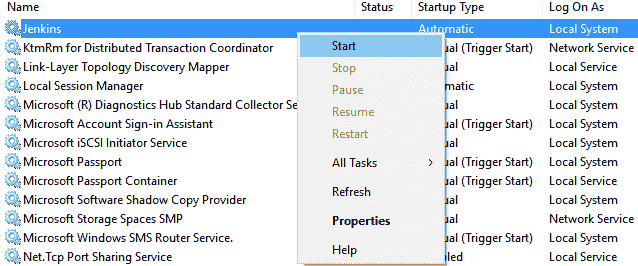 Name Status Startup Type Log On As
Jenkins Automatic Local System
KtmRm for Distributed Transaction Coordinator ual (Trigger Start) Network Service
Link-Layer Topology Discovery Mapper ual Local Service
Local Session Manager matic Local System
Microsoft (R) Diagnostics Hub Standard Collector Se ual Local System
Microsoft Account Sign-in Assistant ual (Trigger Start) Local System
Microsoft iSCSI Initiator Service ual Local System
Microsoft Passport ual (Trigger Start) Local System
Microsoft Passport Container ual (Trigger Start) Local Service
Microsoft Software Shadow Copy Provider ual Local System
Microsoft Storage Spaces SMP ual Network Service
Microsoft Windows SMS Router Service. ual (Trigger Start) Local System
Net.Tcp Port Sharing Service led Local Service
Start
Stop
Pause
Resume
Restart
All Tasks
Refresh
Properties
Help